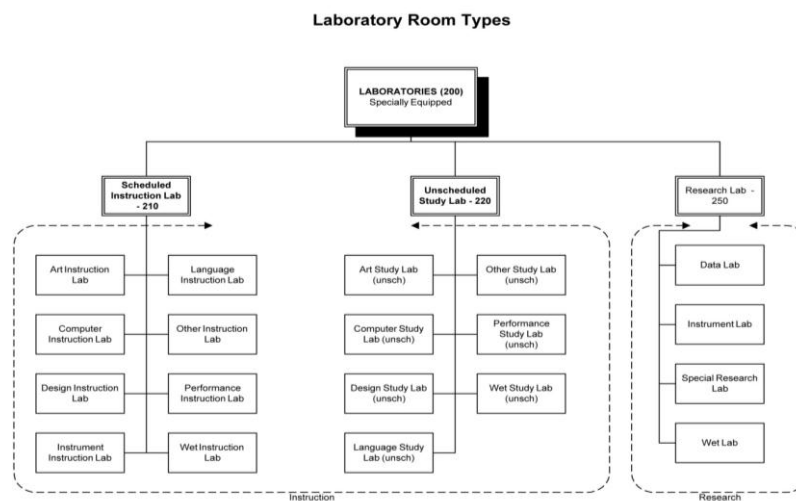 Laboratory Room Types
LABORATORIES (200)
Specially Equipped
Scheduled
Instruction Lab
- 210
Unscheduled
Study Lab - 220
Research Lab -
250
Art Instruction
Lab
Language
Instruction Lab
Computer
Instruction Lab
Other Instruction
Lab
Design Instruction
Lab
Performance
Instruction Lab
Instrument
Instruction Lab
Wet Instruction
Lab
Art Study Lab
(unsch)
Other Study Lab
(unsch)
Computer Study
Lab (unsch)
Performance
Study Lab
(unsch)
Design Study Lab
(unsch)
Wet Study Lab
(unsch)
Language Study
Lab (unsch)
Data Lab
Instrument Lab
Special Research
Lab
Wet Lab
Instruction
Research